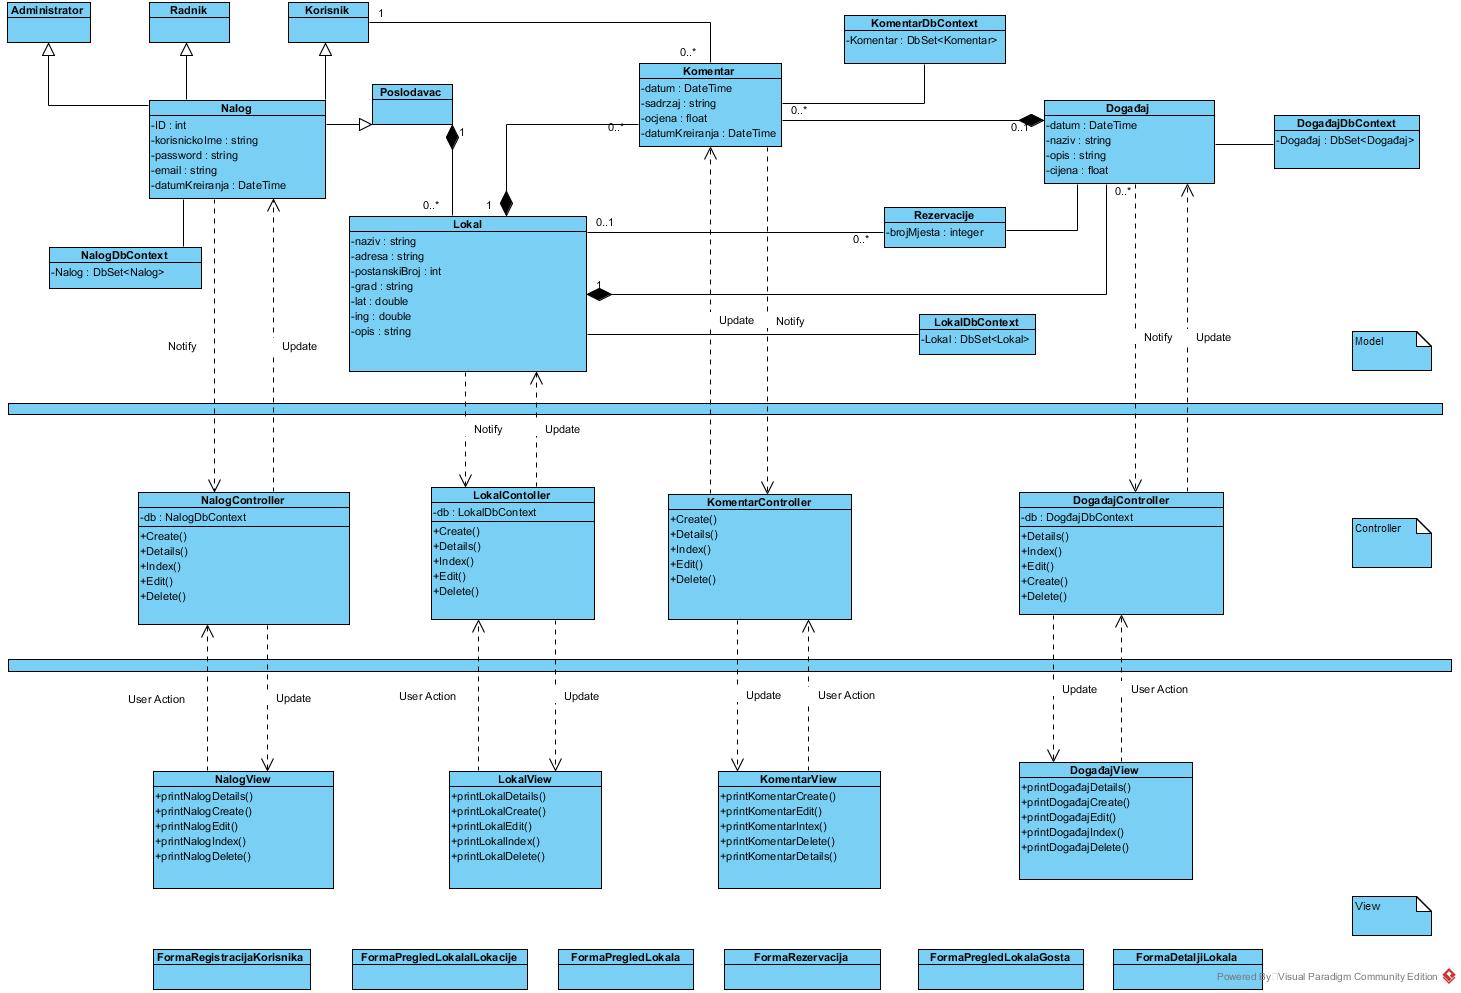 Administrator
Radnik
Korisnik
1
0..*
KomentarDbContext
-Komentar : DbSet<Komentar>
Komentar
-datum : DateTime
-sadrzaj : string
-ocjena : float
-datumKreiranja : DateTime
0..*
0..*
Poslodavac
1
0..*
1
Nalog
-ID : int
-korisnickoIme : string
-password : string
-email : string
-datumKreiranja : DateTime
Događaj
-datum : DateTime
-naziv : string
-opis : string
-cijena : float
0..1
0..*
DogađajDbContext
-Događaj : DbSet<Događaj>
NalogDbContext
-Nalog : DbSet<Nalog>
Lokal
-naziv : string
-adresa : string
-postanskiBroj : int
-grad : string
-lat : double
-ing : double
-opis : string
0..1
0..*
1
Rezervacije
-brojMjesta : integer
LokalDbContext
-Lokal : DbSet<Lokal>
Notify
Update
Update
Notify
Notify
Update
Model
Notify
Update
NalogController
-db : NalogDbContext
+Create()
+Details()
+Index()
+Edit()
+Delete()
LokalContoller
-db : LokalDbContext
+Create()
+Details()
+Index()
+Edit()
+Delete()
KomentarController
+Create()
+Details()
+Index()
+Edit()
+Delete()
DogađajController
-db : DogđajDbContext
+Details()
+Index()
+Edit()
+Create()
+Delete()
Controller
User Action
Update
User Action
Update
Update
User Action
Update
User Action
NalogView
+printNalogDetails()
+printNalogCreate()
+printNalogEdit()
+printNalogIndex()
+printNalogDelete()
LokalView
+printLokalDetails()
+printLokalCreate()
+printLokalEdit()
+printLokalIndex()
+printLokalDelete()
KomentarView
+printKomentarCreate()
+printKomentarEdit()
+printKomentarIntex()
+printKomentarDelete()
+printKomentarDetails()
DogađajView
+printDogađajDetails()
+printDogađajCreate()
+printDogađajEdit()
+printDogađajIndex()
+printDogađajDelete()
View
FormaRegistracijaKorisnika
FormaPregledLokalaILokacije
FormaPregledLokala
FormaRezervacija
FormaPregledLokalaGosta
FormaDetaljiLokala
Powered By Visual Paradigm Community Edition